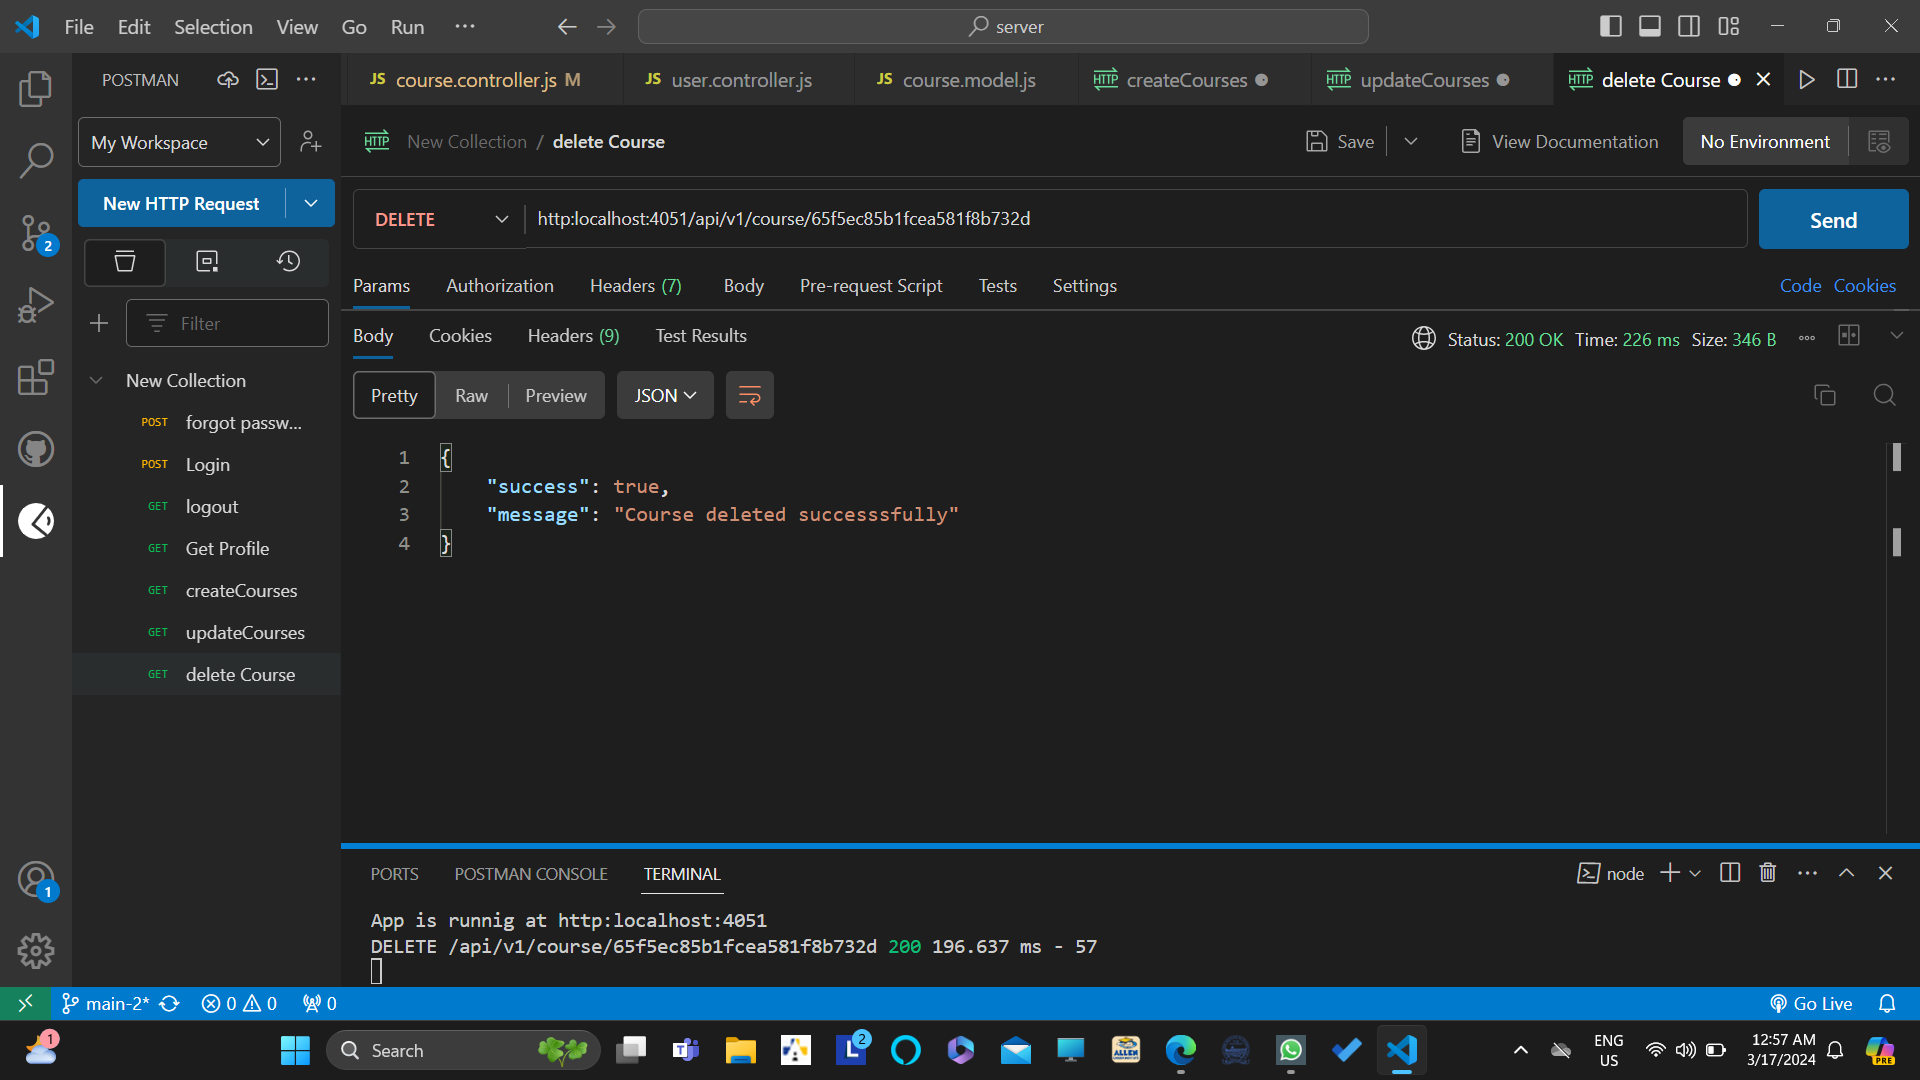 File Edit Selection View Go Run ··· server
POSTMAN
JS course.controller.js M JS user.controller.js JS course.model.js HTTP createCourses HTTP updateCourses HTTP delete Course
My Workspace
HTTP New Collection / delete Course Save View Documentation No Environment
New HTTP Request
DELETE http:localhost:4051/api/v1/course/65f5ec85b1fcea581f8b732d Send
2
Params Authorization Headers (7) Body Pre-request Script Tests Settings Code Cookies
Filter
Body Cookies Headers (9) Test Results Status: 200 OK Time: 226 ms Size: 346 B
New Collection
Pretty Raw Preview JSON
POST forgot passw...
POST Login
GET logout
GET Get Profile
GET createCourses
GET updateCourses
GET delete Course
1 {
2 "success": true,
3 "message": "Course deleted successsfully"
4 }
1
PORTS POSTMAN CONSOLE TERMINAL node
App is runnig at http:localhost:4051
DELETE /api/v1/course/65f5ec85b1fcea581f8b732d 200 196.637 ms - 57
main-2* 0 0 0 Go Live
1 Search T L 2 ALLEN ENG US 12:57 AM 3/17/2024 PRE